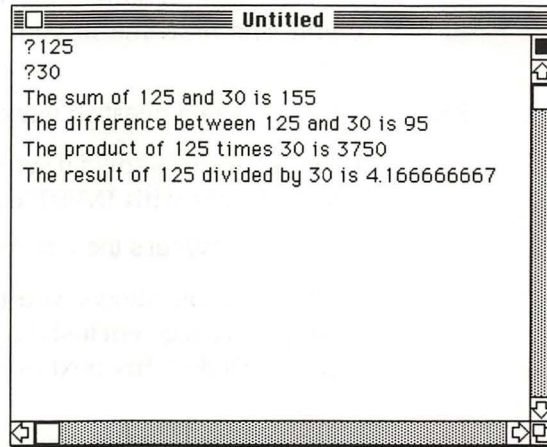 Untitled
?125
?30
The sum of 125 and 30 is 155
The difference between 125 and 30 is 95
The product of 125 times 30 is 3750
The result of 125 divided by 30 is 4.166666667